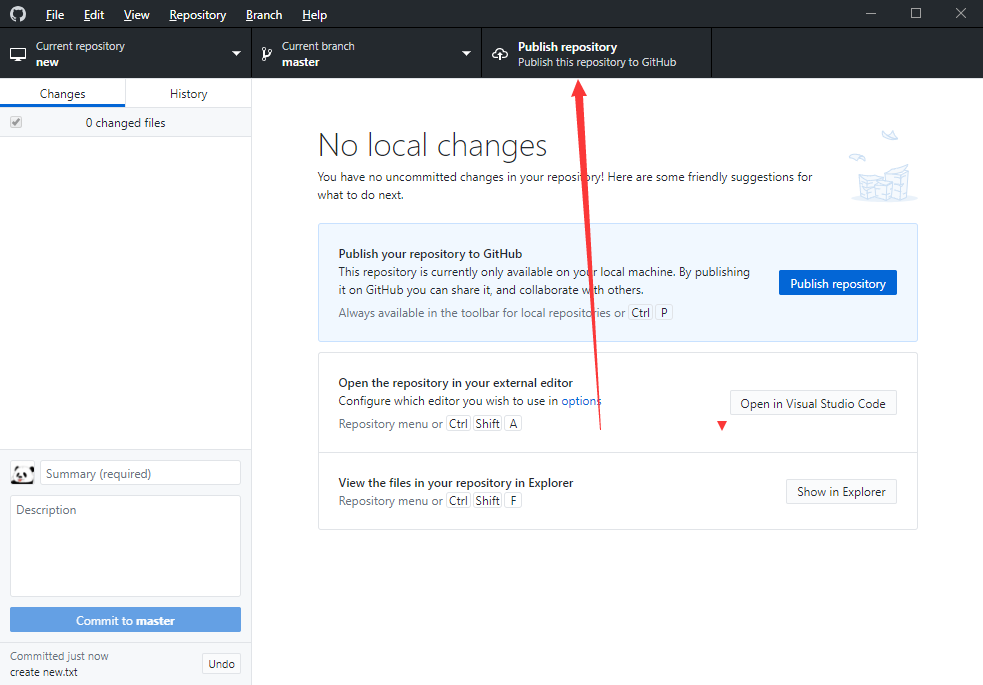 File Edit View Repository Branch Help
Current repository
new
Current branch
master
Publish repository
Publish this repository to GitHub
Changes
History
0 changed files
No local changes
You have no uncommitted changes in your repository! Here are some friendly suggestions for
what to do next.
Publish your repository to GitHub
This repository is currently only available on your local machine. By publishing
it on GitHub you can share it, and collaborate with others.
Always available in the toolbar for local repositories or Ctrl P
Publish repository
Open the repository in your external editor
Configure which editor you wish to use in options
Repository menu or Ctrl Shift A
Open in Visual Studio Code
View the files in your repository in Explorer
Repository menu or Ctrl Shift F
Show in Explorer
Summary (required)
Description
Commit to master
Committed just now
create new.txt
Undo